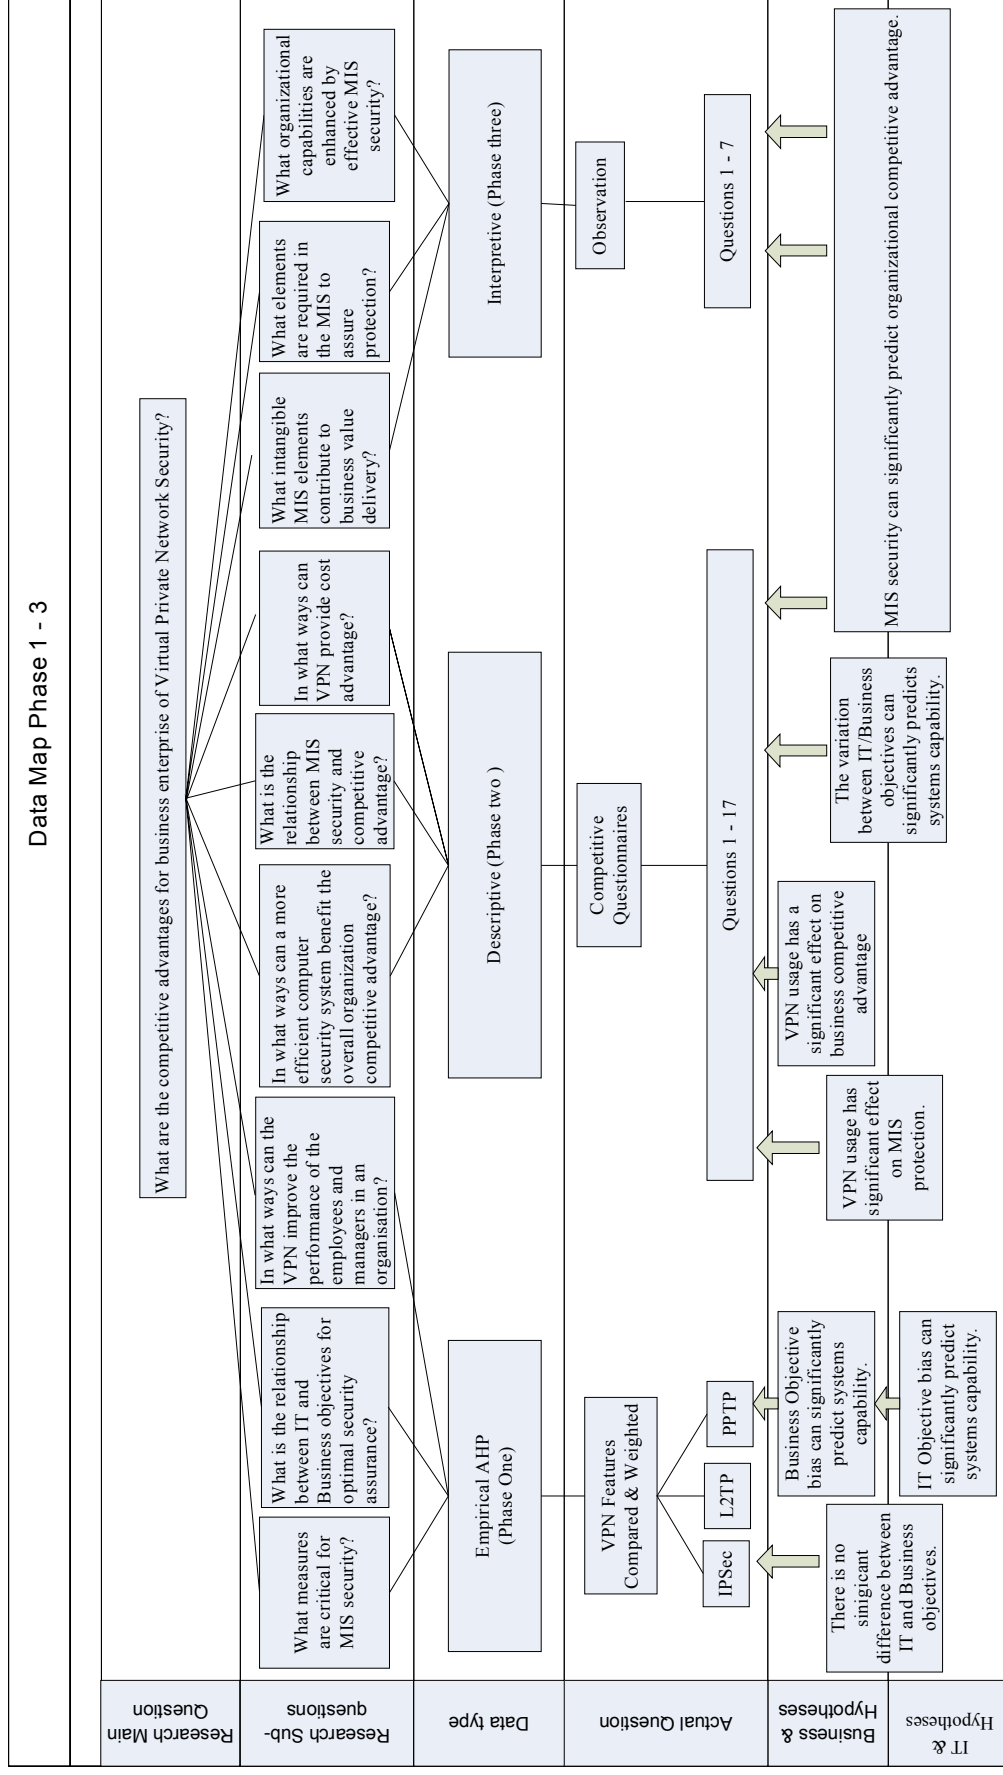 Data Map Phase 1 - 3
Research Main
Question
What are the competitive advantages for business enterprise of Virtual Private Network Security?
Research Sub-
questions
What measures
are critical for
MIS security?
What is the relationship
between IT and
Business objectives for
optimal security
assurance?
In what ways can the
VPN improve the
performance of the
employees and
managers in an
organisation?
In what ways can a more
efficient computer
security system benefit the
overall organization
competitive advantage?
What is the
relationship
between MIS
security and
competitive
advantage?
In what ways can
VPN provide cost
advantage?
What intangible
MIS elements
contribute to
business value
delivery?
What elements
are required in
the MIS to
assure
protection?
What organizational
capabilities are
enhanced by
effective MIS
security?
Data type
Empirical AHP
(Phase One)
Descriptive (Phase two )
Interpretive (Phase three)
Actual Question
VPN Features
Compared & Weighted
Competitive
Questionnaires
Observation
IPSec
L2TP
PPTP
Questions 1 - 17
Questions 1 - 7
Business &
Hypotheses
There is no
sinigicant
difference between
IT and Business
objectives.
Business Objective
bias can significantly
predict systems
capability.
VPN usage has
significant effect
on MIS
protection.
VPN usage has a
significant effect on
business competitive
advantage
The variation
between IT/Business
objectives can
significantly predicts
systems capability.
MIS security can significantly predict organizational competitive advantage.
IT &
Hypotheses
IT Objective bias can
significantly predict
systems capability.